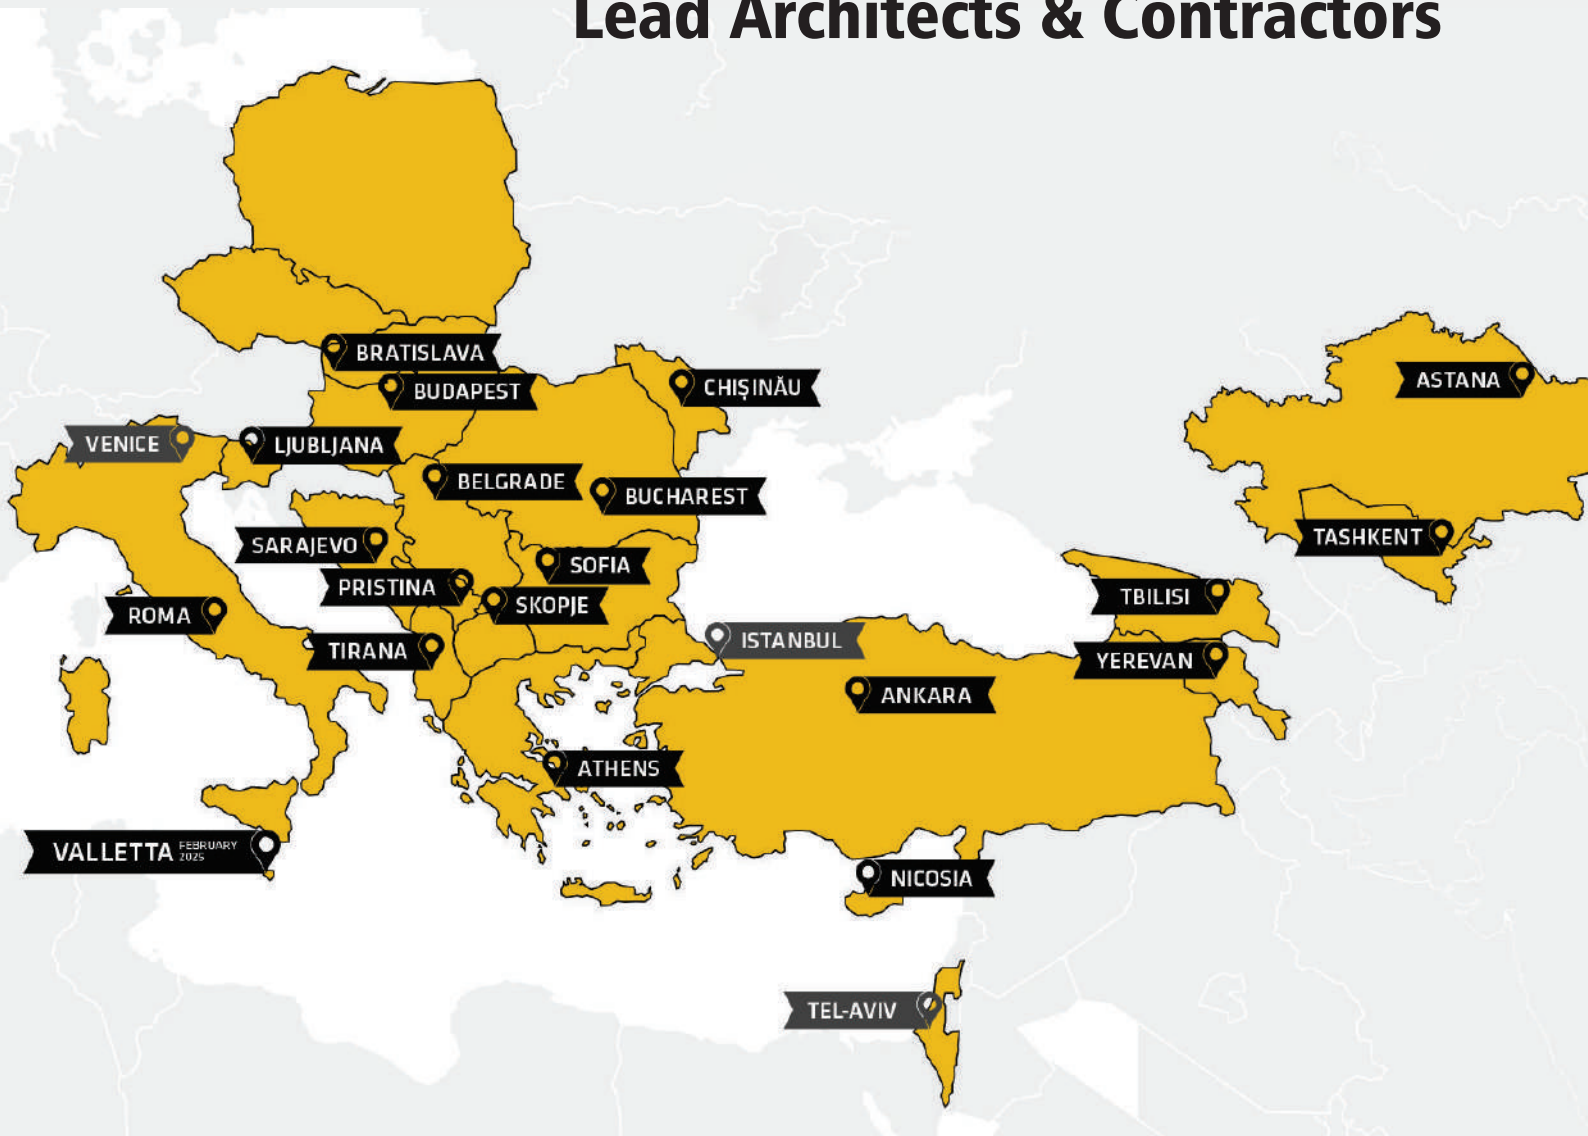 Lead Architects & Contractors
BRATISLAVA
BUDAPEST
CHIȘINĂU
ASTANA
VENICE
LJUBLJANA
BELGRADE
BUCHAREST
SARAJEVO
TASHKENT
SOFIA
PRISTINA
SKOPJE
TBILISI
ROMA
TIRANA
ISTANBUL
YEREVAN
ANKARA
ATHENS
VALLETTA FEBRUARY
2025
NICOSIA
TEL-AVIV